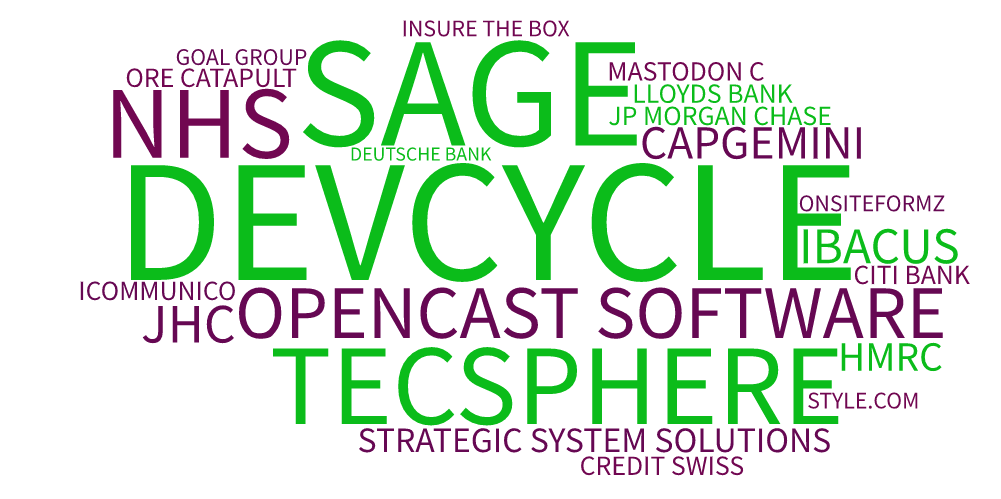 INSURE THE BOX
GOAL GROUP
SAGE
ORE CATAPULT
MASTODON C
LLOYDS BANK
NHS
JP MORGAN CHASE
CAPGEMINI
DEUTSCHE BANK
DEVCYCLE
ONSITEFORMZ
IBACUS
CITI BANK
ICOMMUNICO
OPENCAST SOFTWARE
JHC
HMRC
TECSPHERE
STYLE.COM
STRATEGIC SYSTEM SOLUTIONS
CREDIT SWISS